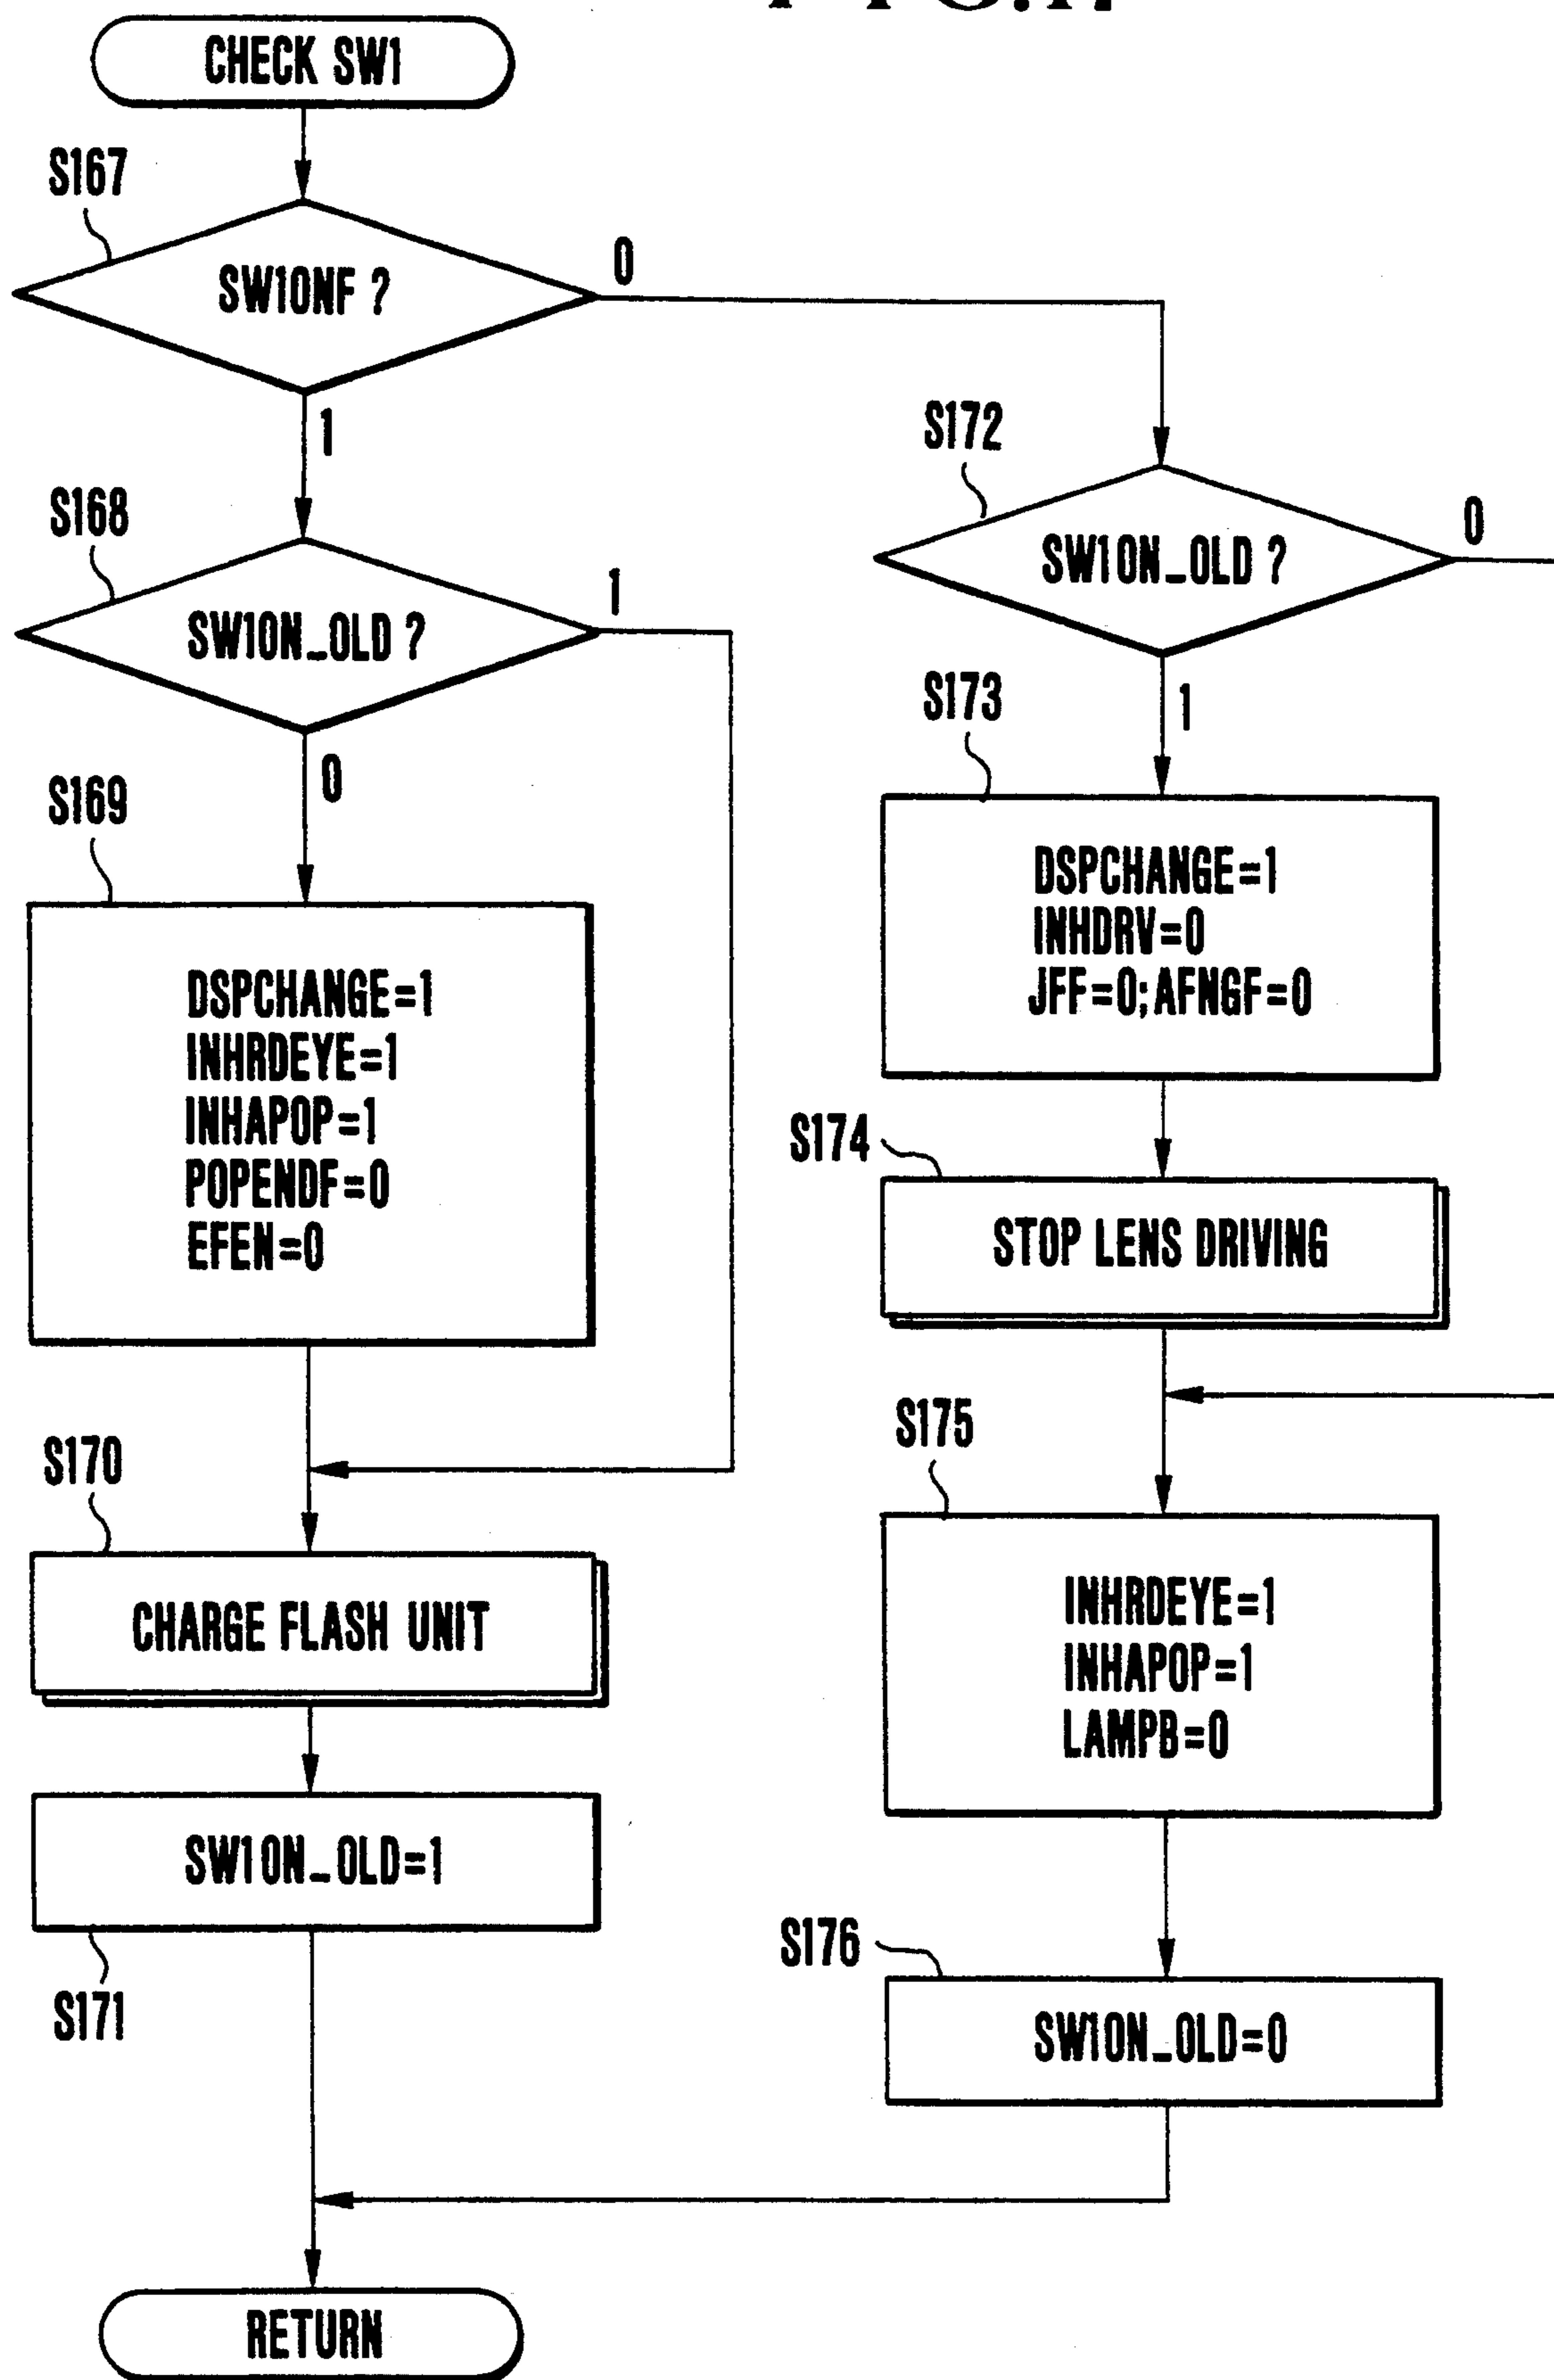 CHECK SW1
S167
SW1ONF ?
0
1
S168
SW1ON_OLD ?
1
0
S169
DSPCHANGE=1
INHRDEYE=1
INHAPOP=1
POPENDF=0
EFEN=0
S170
CHARGE FLASH UNIT
SW1ON_OLD=1
S171
S172
SW1ON_OLD ?
0
1
S173
DSPCHANGE=1
INHDRV=0
JFF=0; AFNGF=0
S174
STOP LENS DRIVING
S175
INHRDEYE=1
INHAPOP=1
LAMPB=0
S176
SW1ON_OLD=0
RETURN